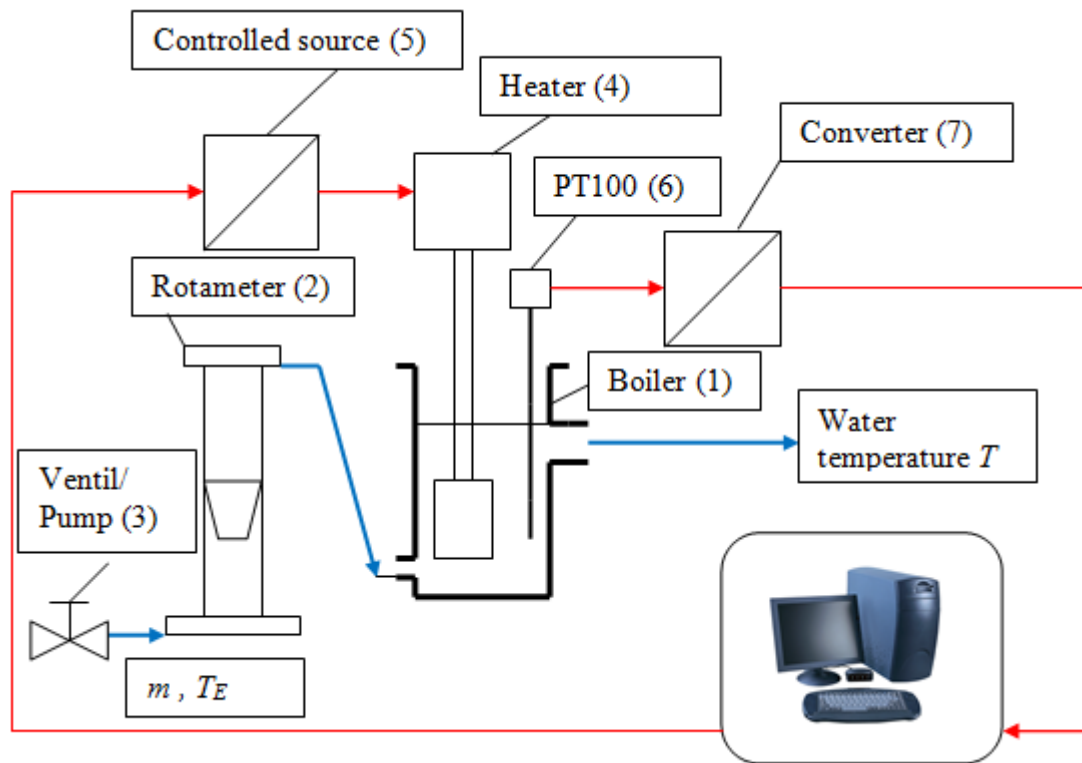 Controlled source (5)
Heater (4)
Converter (7)
PT100 (6)
Rotameter (2)
Boiler (1)
Water
temperature T
Ventil/
Pump (3)
m , TE